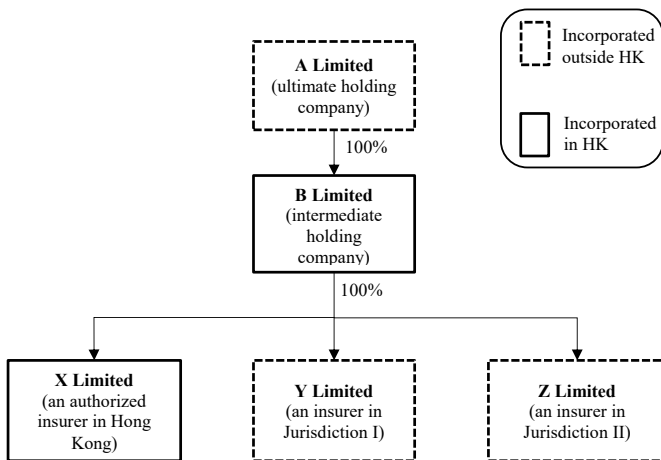 Incorporated
outside HK
Incorporated
in HK
A Limited
(ultimate holding
company)
100%
B Limited
(intermediate
holding
company)
100%
X Limited
(an authorized
insurer in Hong
Kong)
Y Limited
(an insurer in
Jurisdiction I)
Z Limited
(an insurer in
Jurisdiction II)